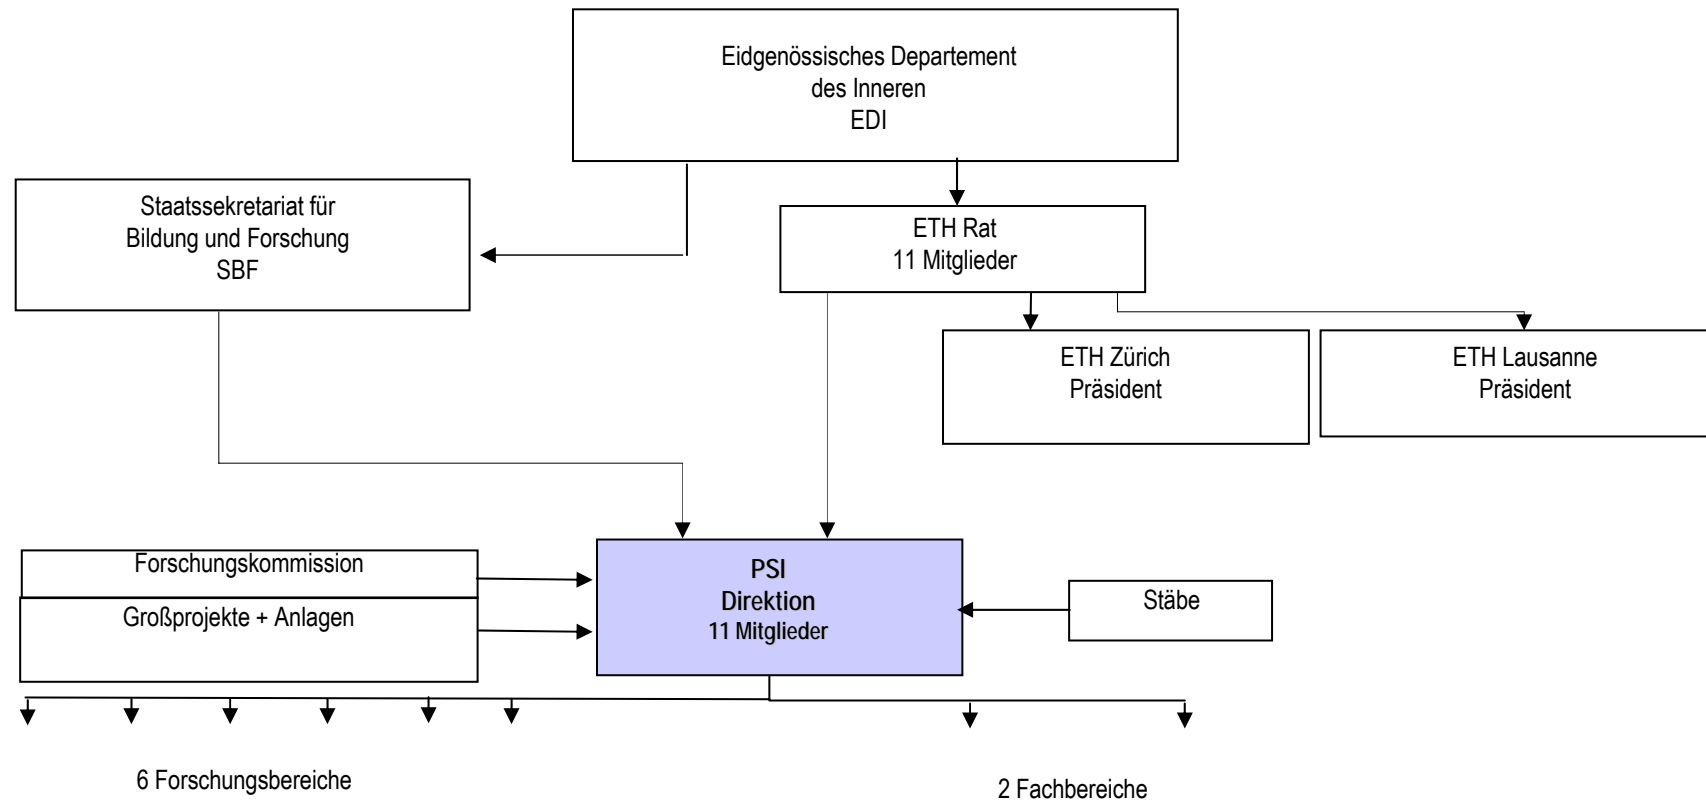 Eidgenössisches Departement
des Inneren
EDI
Staatssekretariat für
Bildung und Forschung
SBF
ETH Rat
11 Mitglieder
ETH Zürich
Präsident
ETH Lausanne
Präsident
Forschungskommission
Großprojekte + Anlagen
PSI
Direktion
11 Mitglieder
Stäbe
6 Forschungsbereiche
2 Fachbereiche